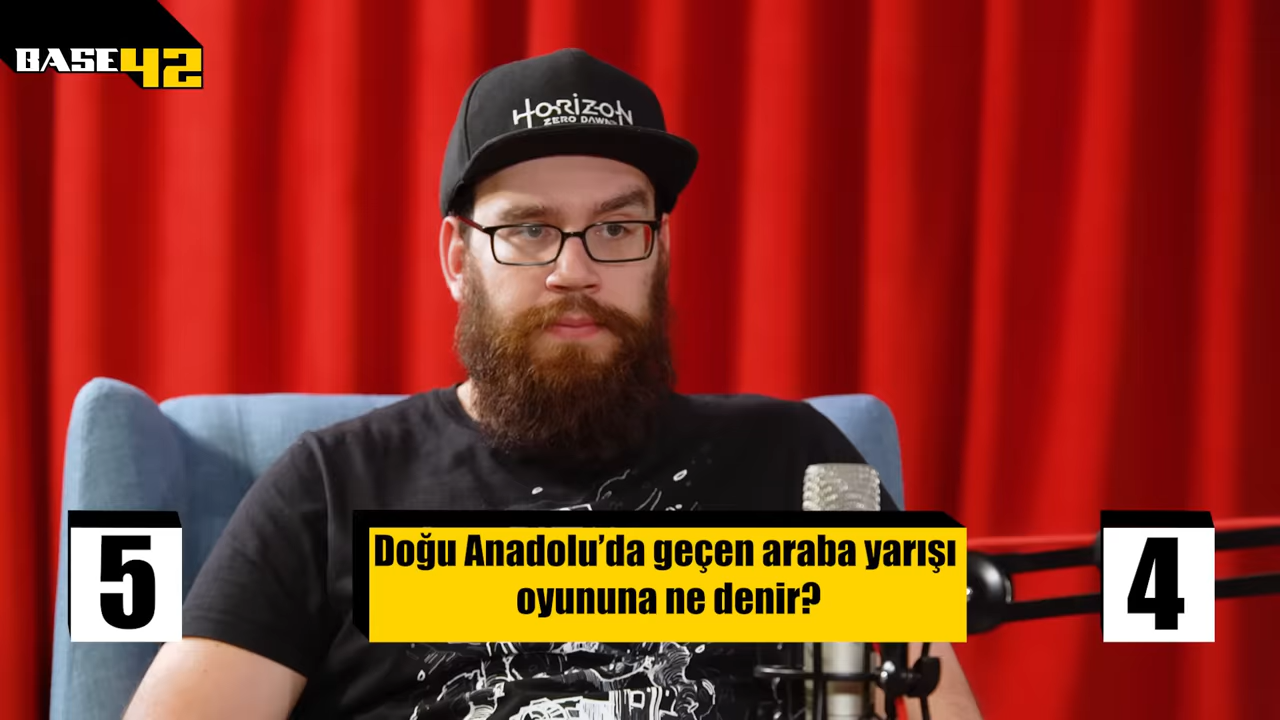 BASE42
HORIZON
ZERO DAWN
5
Doğu Anadolu’da geçen araba yarışı
oyununa ne denir?
4